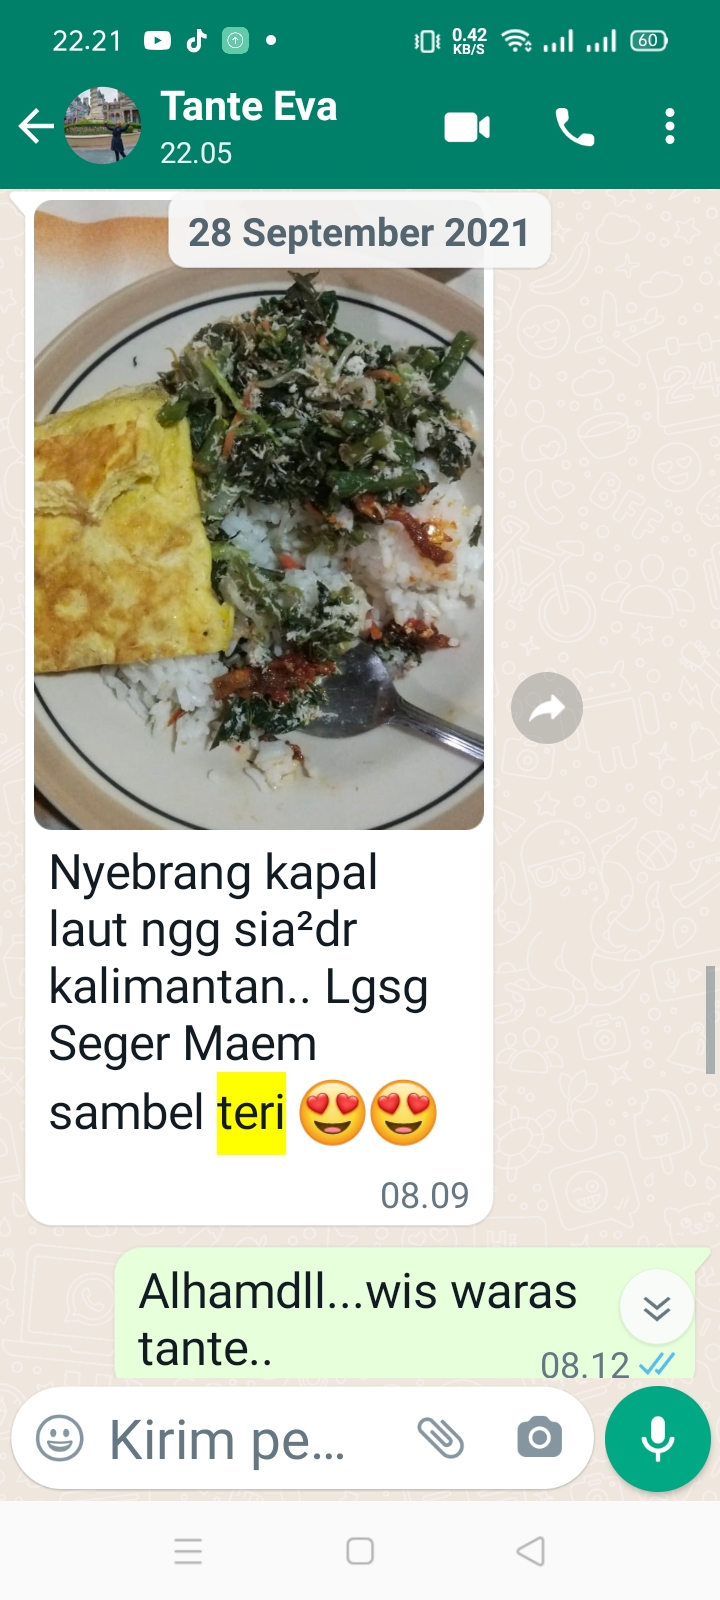 22.21
0.42
KB/S
60
Tante Eva
22.05
28 September 2021
Nyebrang kapal
laut ngg sia²dr
kalimantan.. Lgsg
Seger Maem
sambel teri 😍😍
08.09
Alhamdll...wis waras
tante..
08.12
Kirim pe...